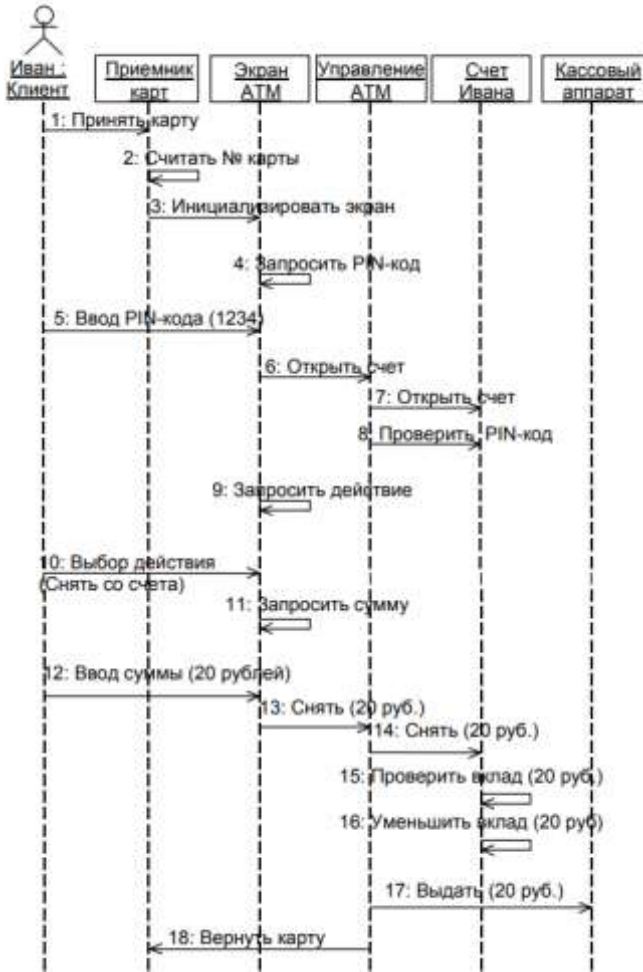 Иван :
Клиент
Приемник
карт
Экран
ATM
Управление
ATM
Счет
Ивана
Кассовый
аппарат
1: Принять карту
2: Считать № карты
3: Инициализировать экран
4: Запросить PIN-код
5: Ввод PIN-кода (1234)
6: Открыть счет
7: Открыть счет
8: Проверить PIN-код
9: Запросить действие
10: Выбор действия
(Снять со счета)
11: Запросить сумму
12: Ввод суммы (20 рублей)
13: Снять (20 руб.)
14: Снять (20 руб.)
15: Проверить вклад (20 руб.)
16: Уменьшить вклад (20 руб)
17: Выдать (20 руб.)
18: Вернуть карту